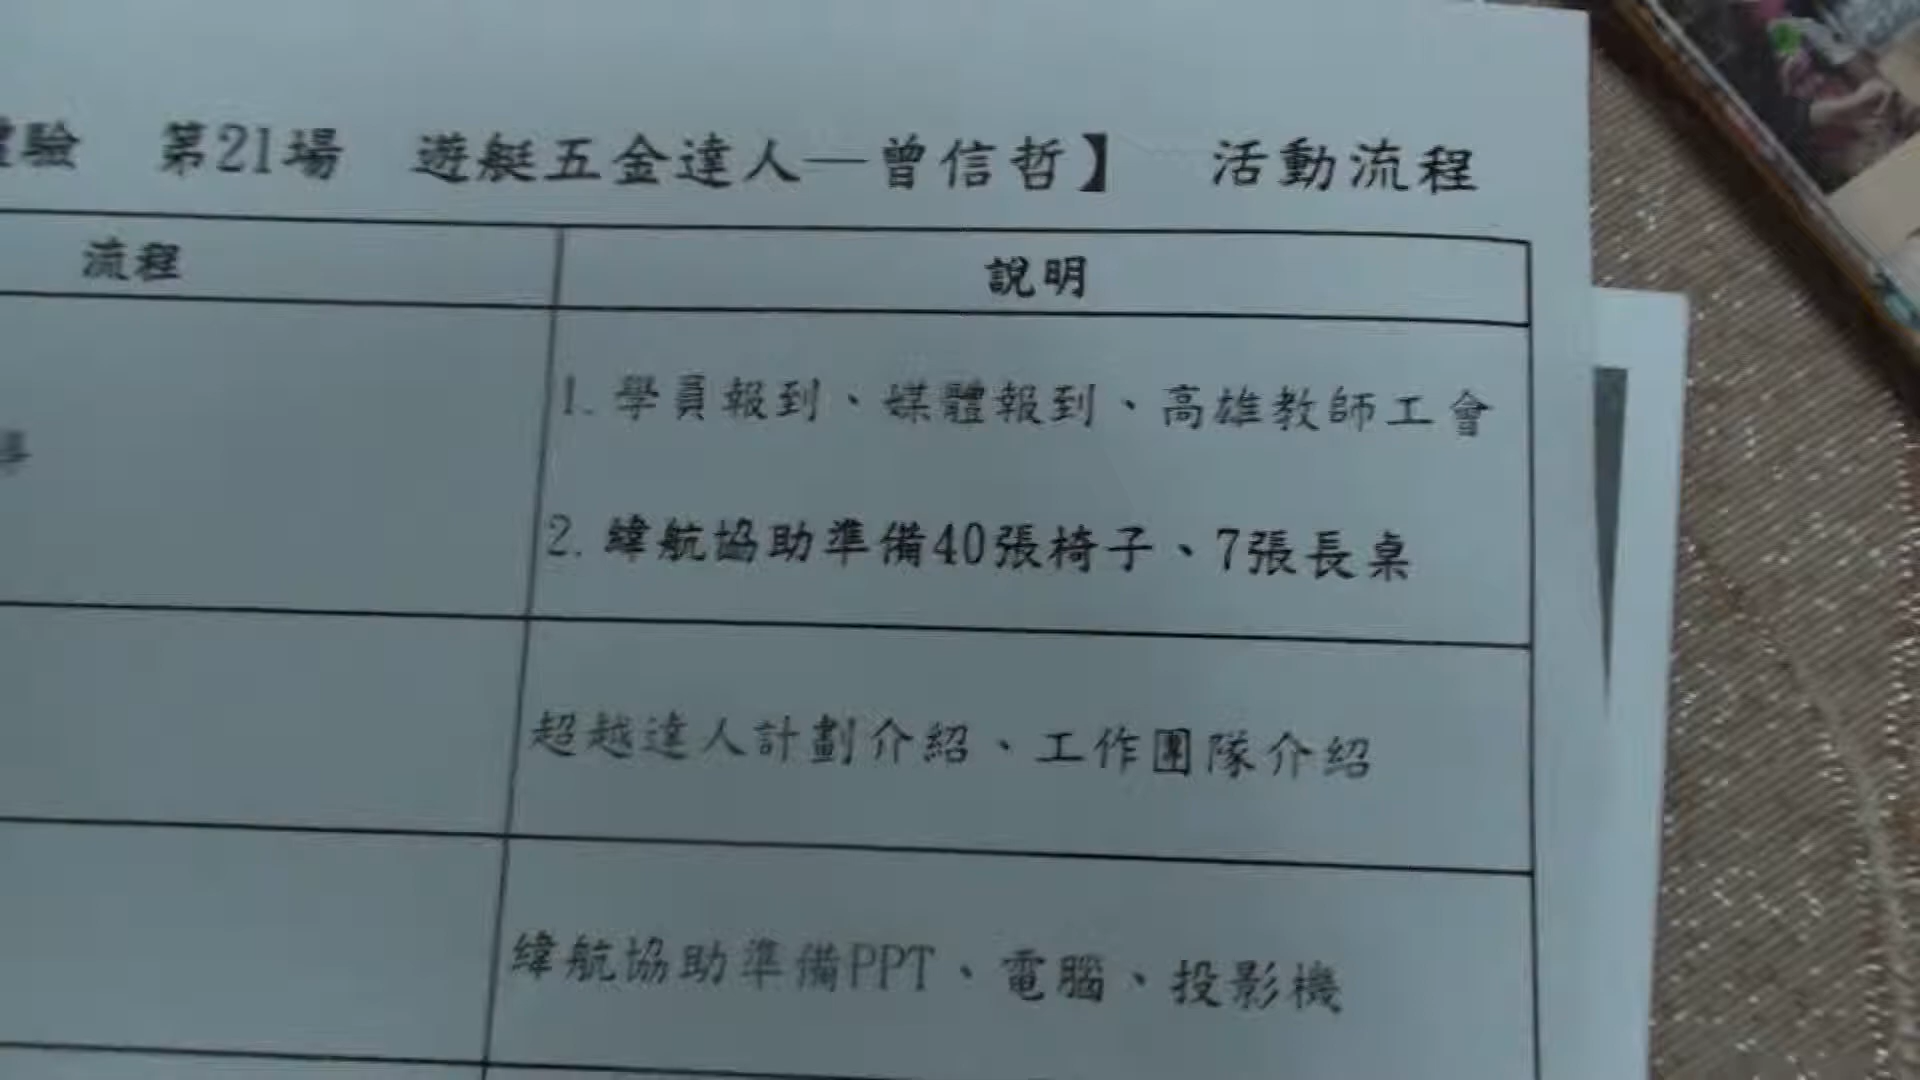 驗 第21場 遊艇五金達人—曾信哲】 活動流程
流程 說明
1. 學員報到、媒體報到、高雄教師工會
2. 緯航協助準備40張椅子、7張長桌
超越達人計劃介紹、工作團隊介紹
緯航協助準備PPT、電腦、投影機